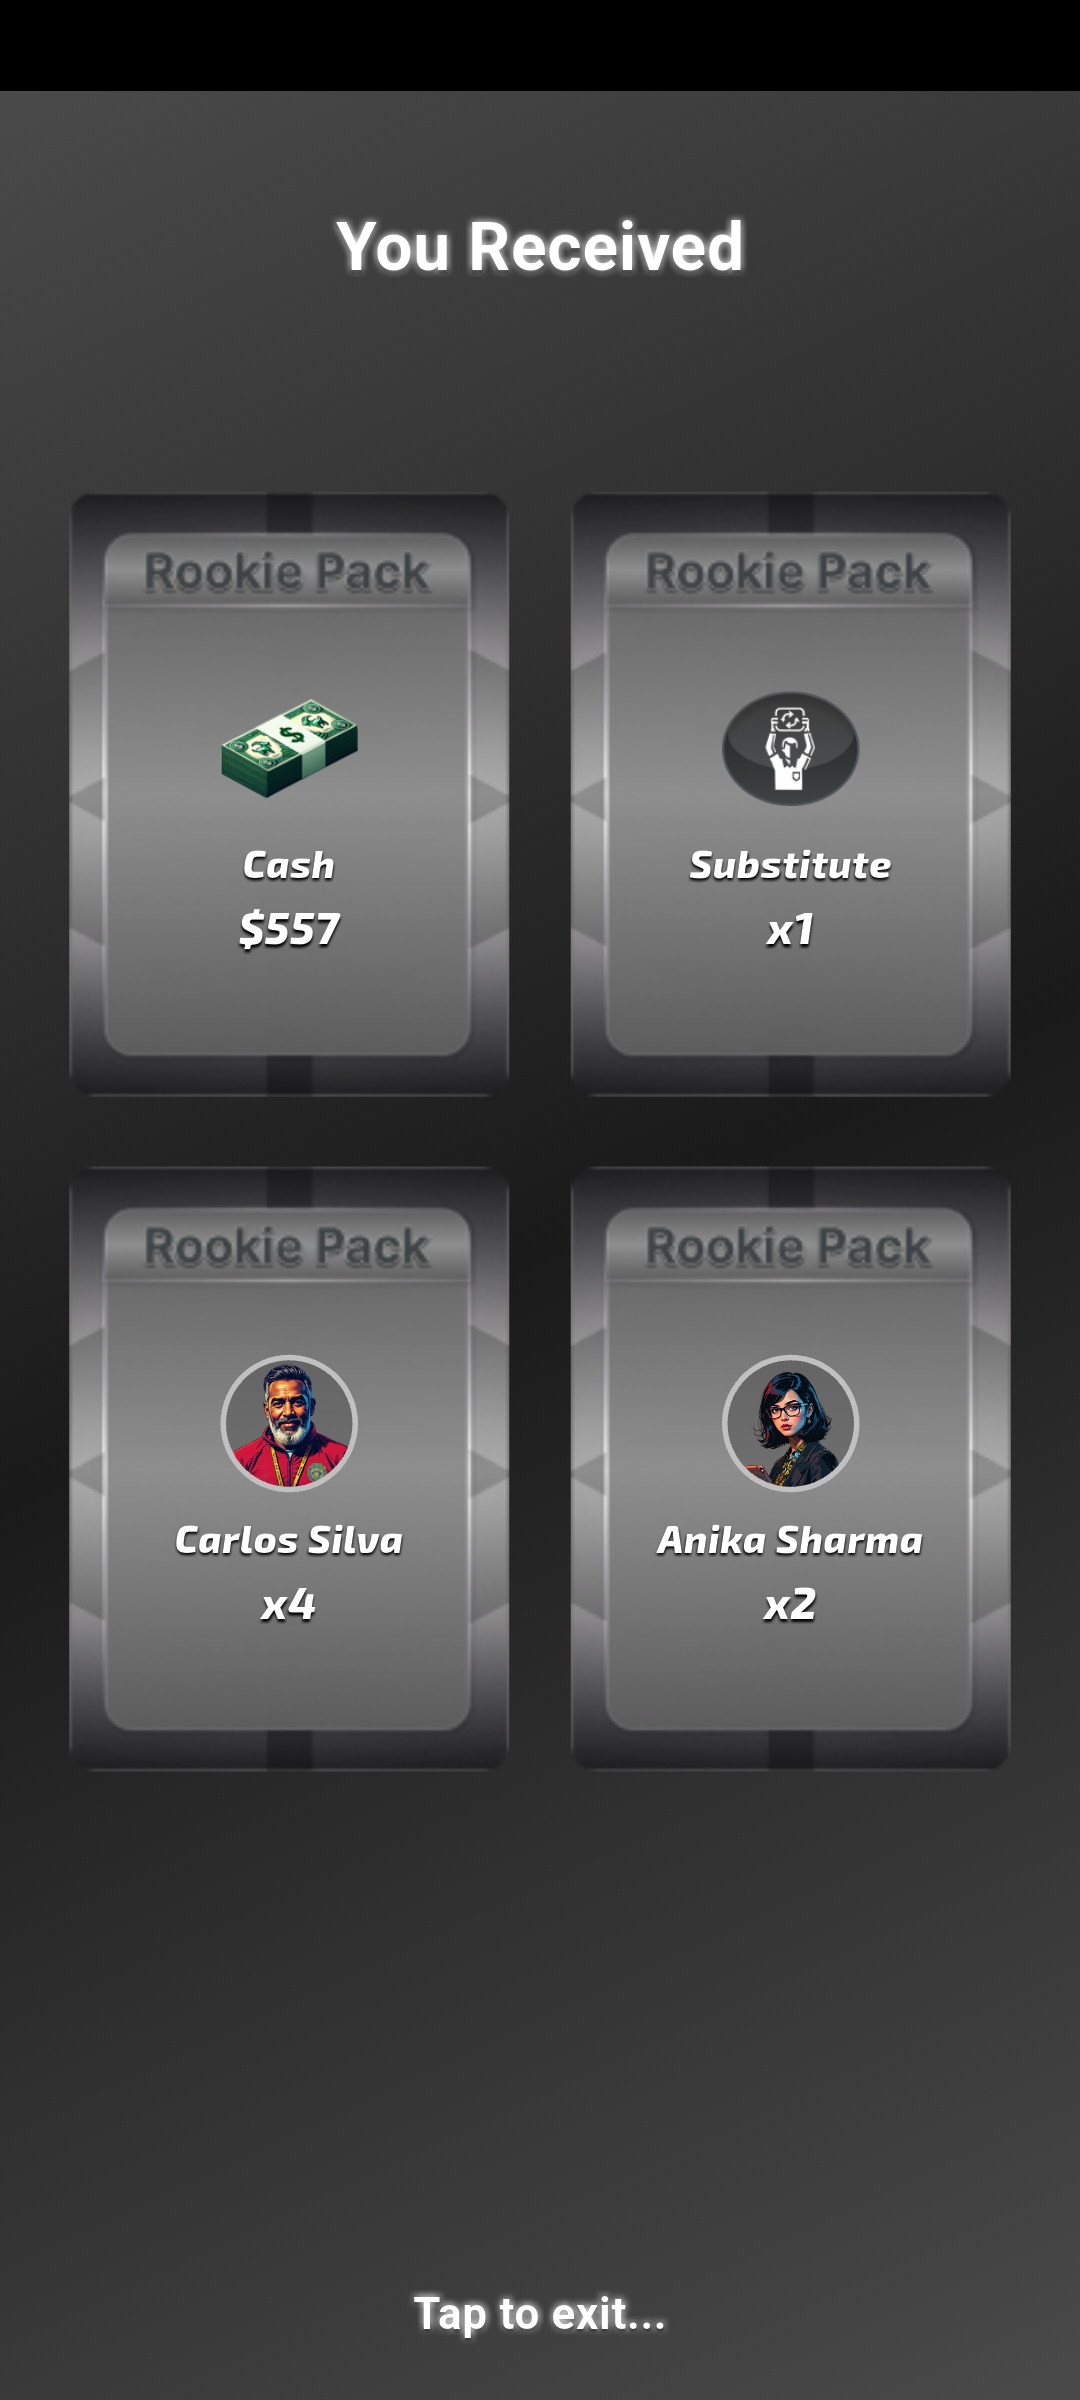 You Received
Rookie Pack
Cash
$557
Rookie Pack
Substitute
x1
Rookie Pack
Carlos Silva
x4
Rookie Pack
Anika Sharma
x2
Tap to exit...